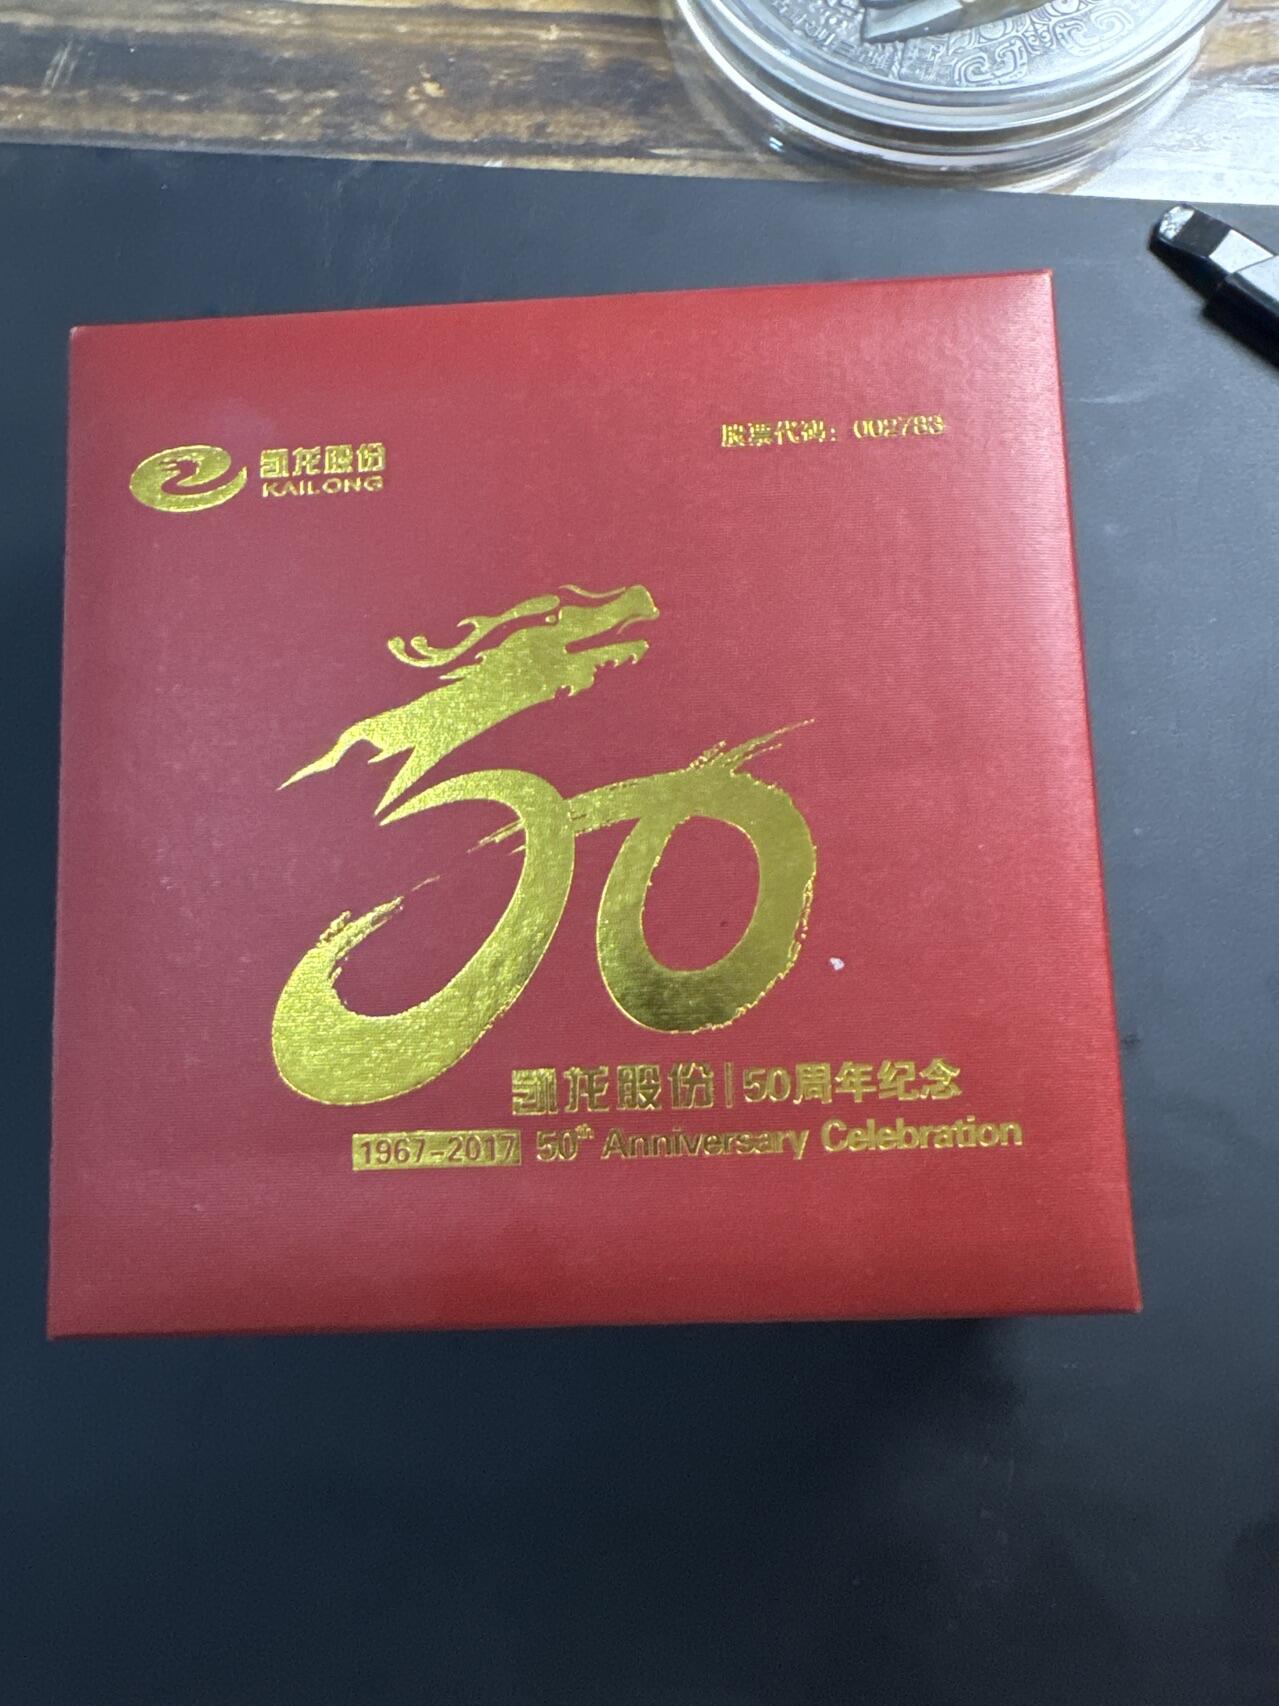 凯龙股份
KAILONG
股票代码：002783
50
凯龙股份|50周年纪念
1967-2017 50th Anniversary Celebration